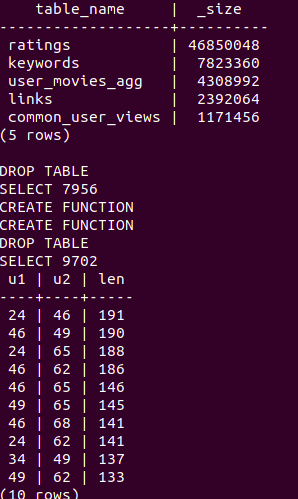 table_name | _size
-------------------+----------
ratings | 46850048
keywords | 7823360
user_movies_agg | 4308992
links | 2392064
common_user_views | 1171456
(5 rows)
DROP TABLE
SELECT 7956
CREATE FUNCTION
CREATE FUNCTION
DROP TABLE
SELECT 9702
u1 | u2 | len
----+----+-----
24 | 46 | 191
46 | 49 | 190
24 | 65 | 188
46 | 62 | 186
46 | 65 | 146
49 | 65 | 145
46 | 68 | 141
24 | 62 | 141
34 | 49 | 137
49 | 62 | 133
(10 rows)